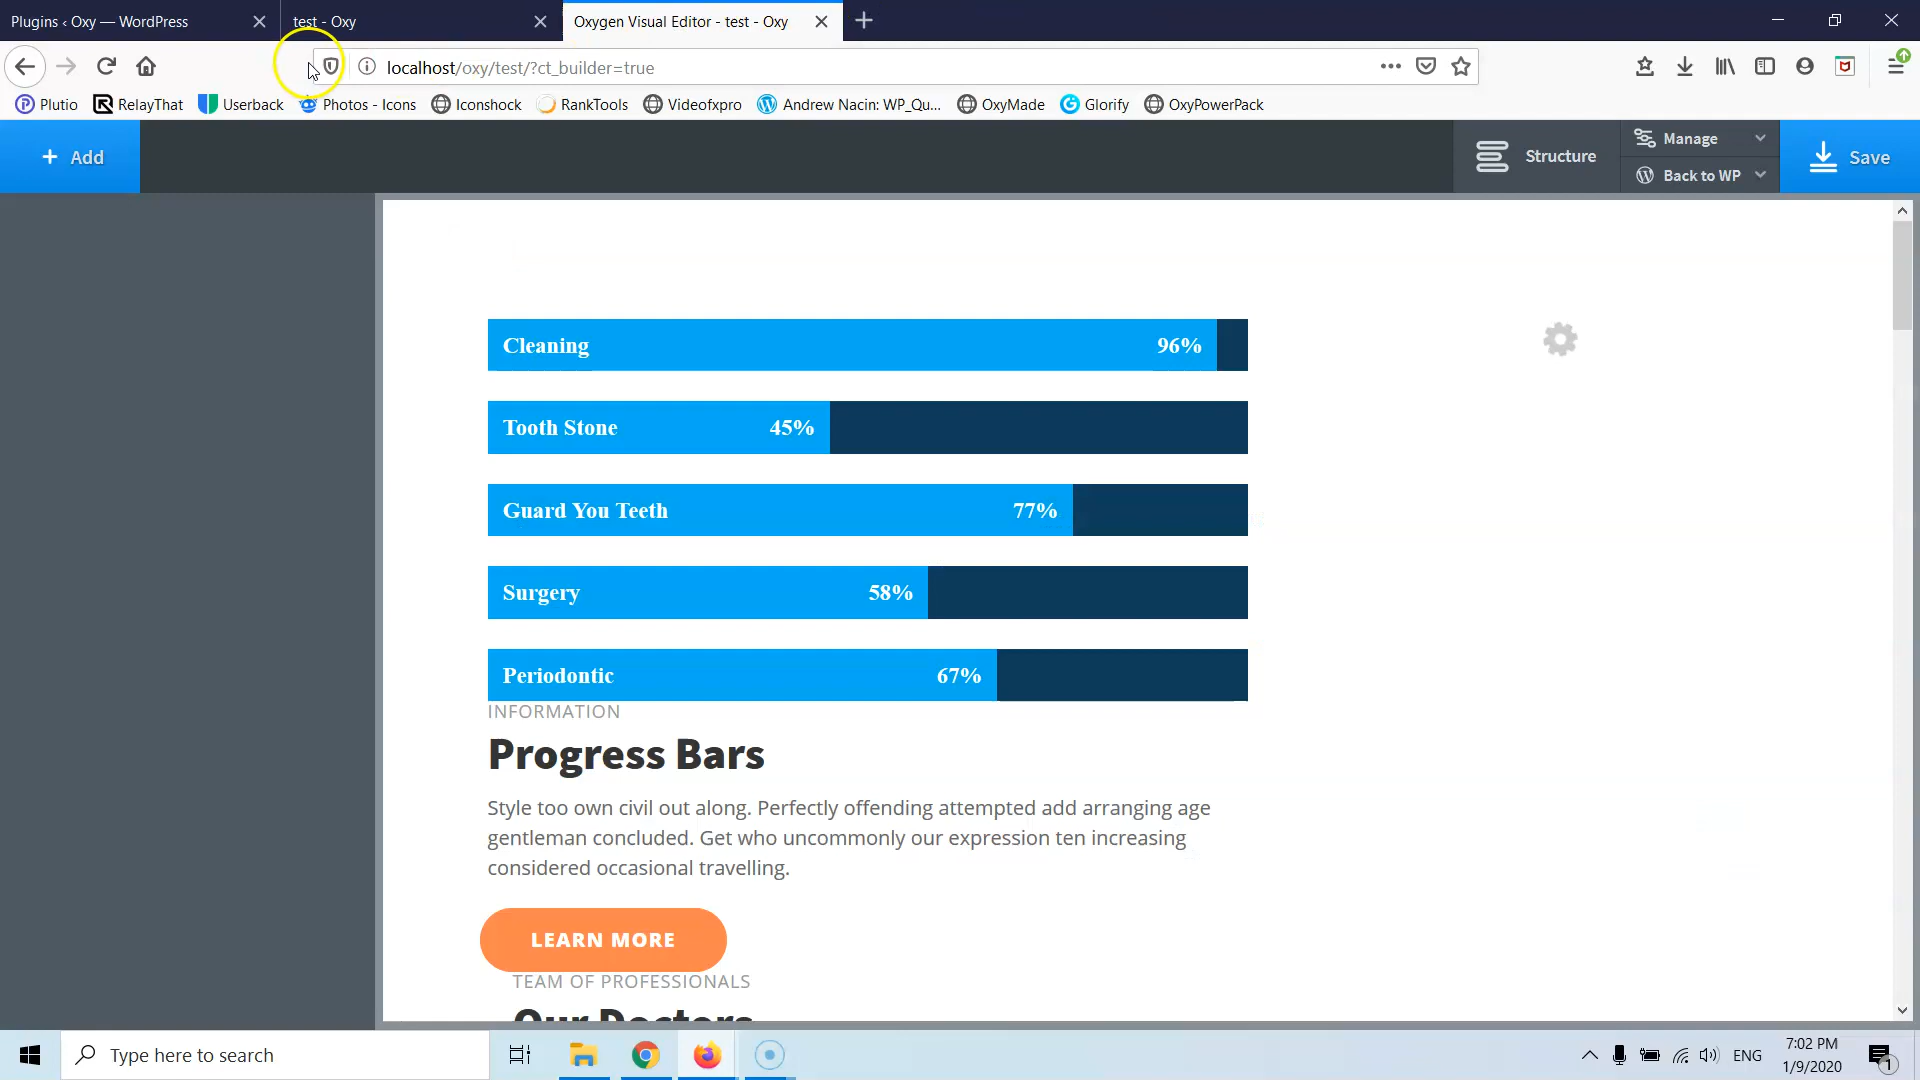 Plugins ‹ Oxy — WordPress
test - Oxy
Oxygen Visual Editor - test - Oxy
localhost/oxy/test/?ct_builder=true
Plutio
RelayThat
Userback
Photos - Icons
Iconshock
RankTools
Videofxpro
Andrew Nacin: WP_Qu...
OxyMade
Glorify
OxyPowerPack
+ Add
Structure
Manage
Back to WP
Save
Cleaning 96%
Tooth Stone 45%
Guard You Teeth 77%
Surgery 58%
Periodontic 67%
INFORMATION
Progress Bars
Style too own civil out along. Perfectly offending attempted add arranging age
gentleman concluded. Get who uncommonly our expression ten increasing
considered occasional travelling.
LEARN MORE
TEAM OF PROFESSIONALS
Our Doctors
Type here to search
ENG
7:02 PM
1/9/2020
1